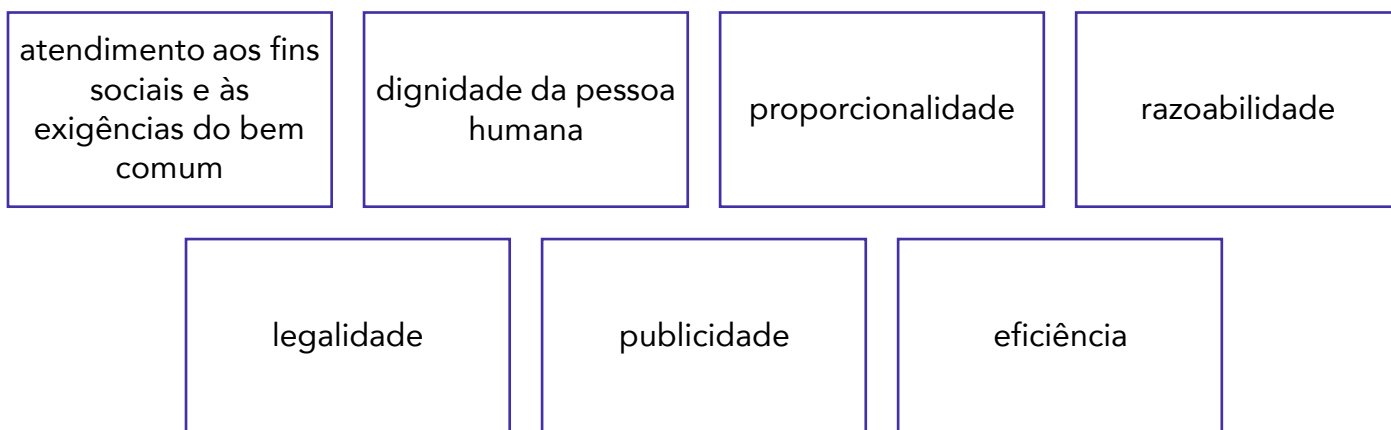 atendimento aos fins
sociais e às
exigências do bem
comum
dignidade da pessoa
humana
proporcionalidade
razoabilidade
legalidade
publicidade
eficiência